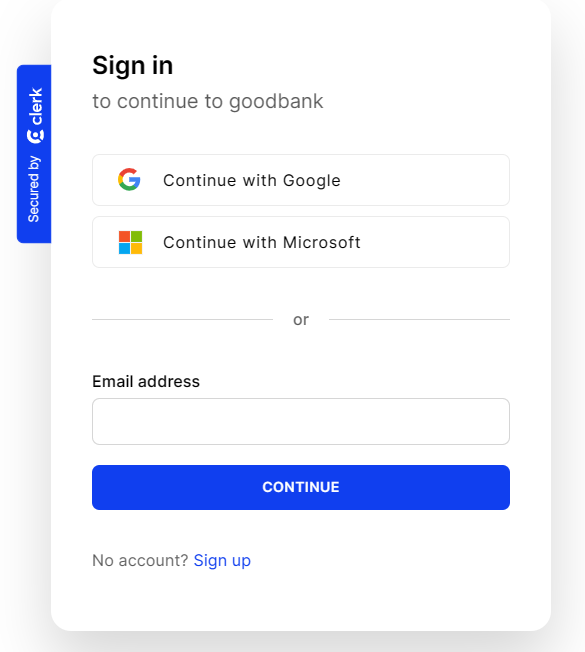 Sign in
to continue to goodbank
Secured by clerk
Continue with Google
Continue with Microsoft
or
Email address
CONTINUE
No account? Sign up